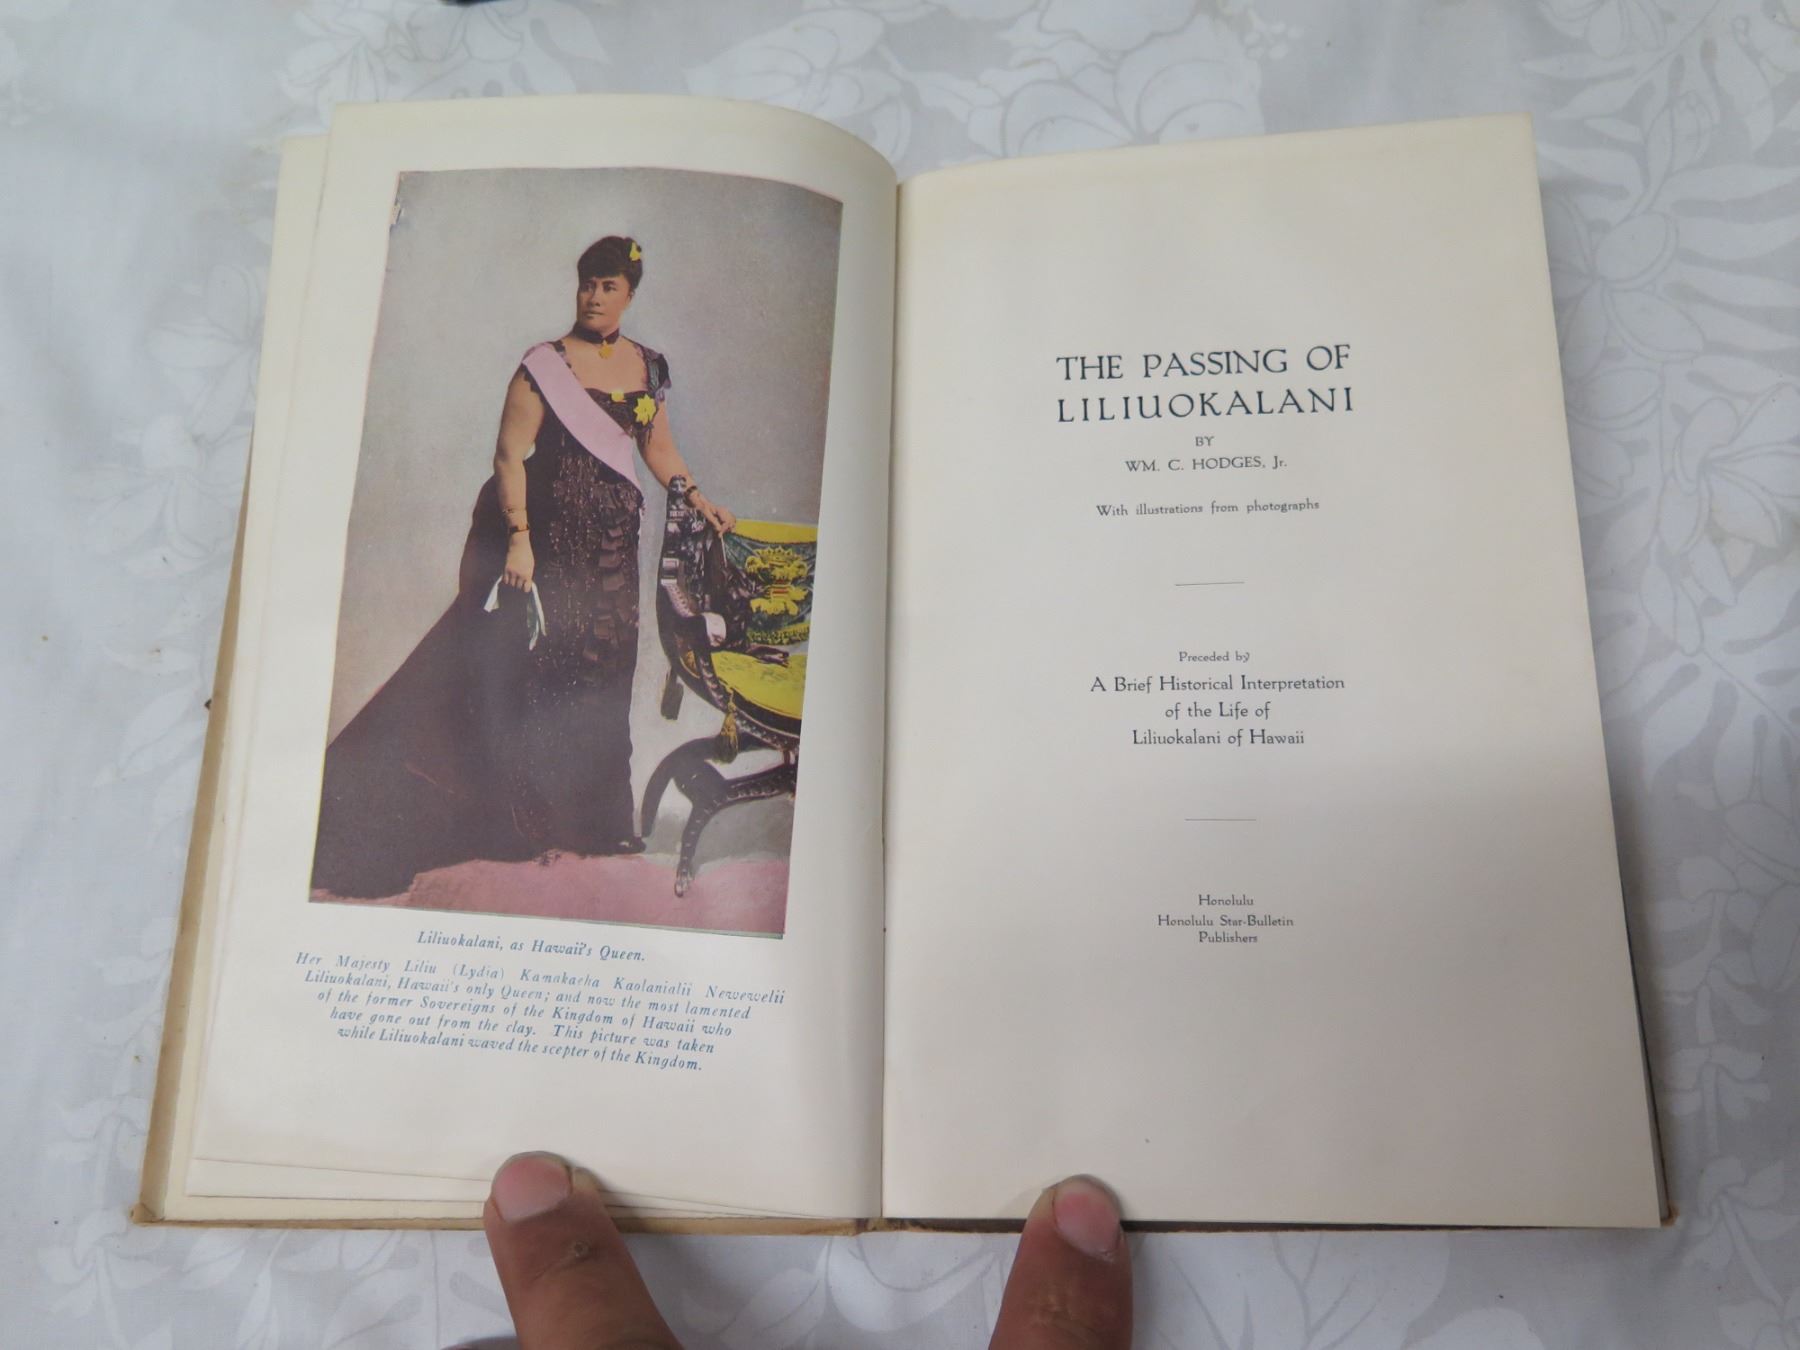 Liliuokalani, as Hawaii's Queen.
Her Majesty Liliu (Lydia) Kamakaeha Kaolanialii Newewelii
Liliuokalani, Hawaii's only Queen; and now the most lamented
of the former Sovereigns of the Kingdom of Hawaii who
have gone out from the clay. This picture was taken
while Liliuokalani waved the scepter of the Kingdom.
THE PASSING OF
LILIUOKALANI
BY
WM. C. HODGES, Jr.
With illustrations from photographs
Preceded by
A Brief Historical Interpretation
of the Life of
Liliuokalani of Hawaii
Honolulu
Honolulu Star-Bulletin
Publishers